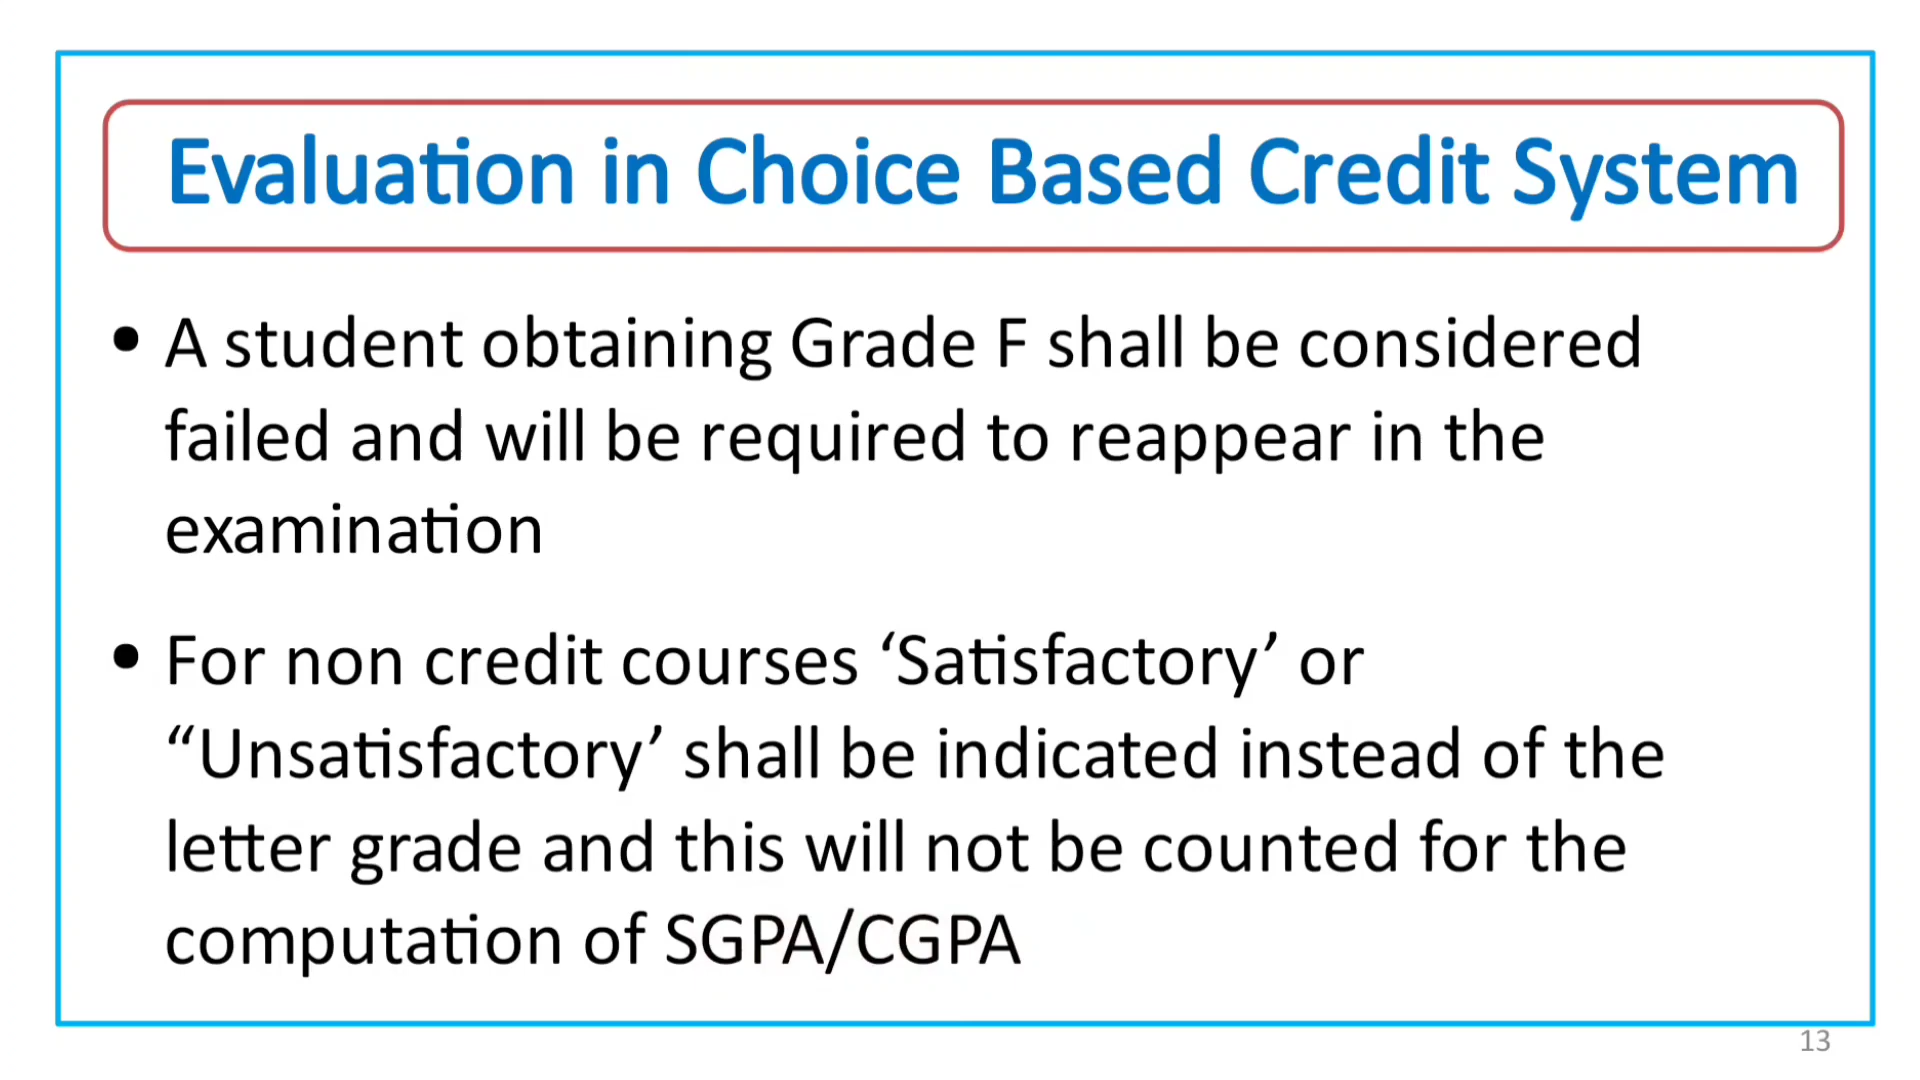 Evaluation in Choice Based Credit System
• A student obtaining Grade F shall be considered
failed and will be required to reappear in the
examination
• For non credit courses ‘Satisfactory’ or
“Unsatisfactory’ shall be indicated instead of the
letter grade and this will not be counted for the
computation of SGPA/CGPA
13